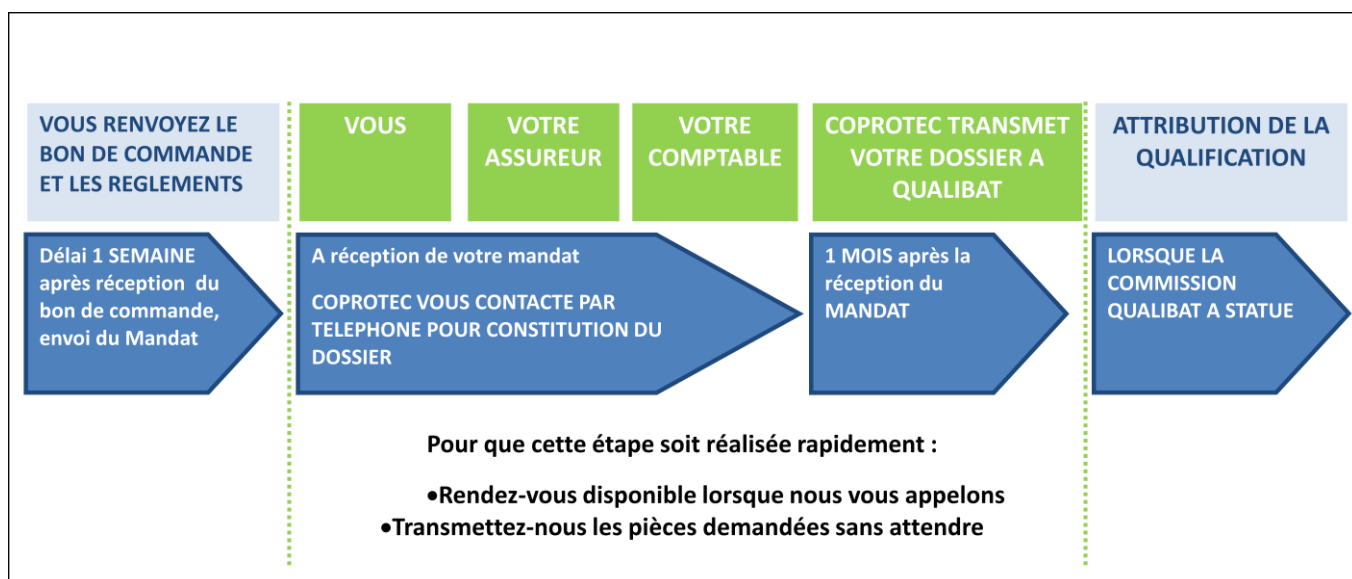 VOUS RENVOYEZ LE
BON DE COMMANDE
ET LES REGLEMENTS
VOUS
VOTRE
ASSUREUR
VOTRE
COMPTABLE
COPROTEC TRANSMET
VOTRE DOSSIER A
QUALIBAT
ATTRIBUTION DE LA
QUALIFICATION
Délai 1 SEMAINE
après réception  du
bon de commande,
envoi du Mandat
A réception de votre mandat
COPROTEC VOUS CONTACTE PAR
TELEPHONE POUR CONSTITUTION DU
DOSSIER
1 MOIS après la
réception du
MANDAT
LORSQUE LA
COMMISSION
QUALIBAT A STATUE
Pour que cette étape soit réalisée rapidement :
•Rendez-vous disponible lorsque nous vous appelons
•Transmettez-nous les pièces demandées sans attendre